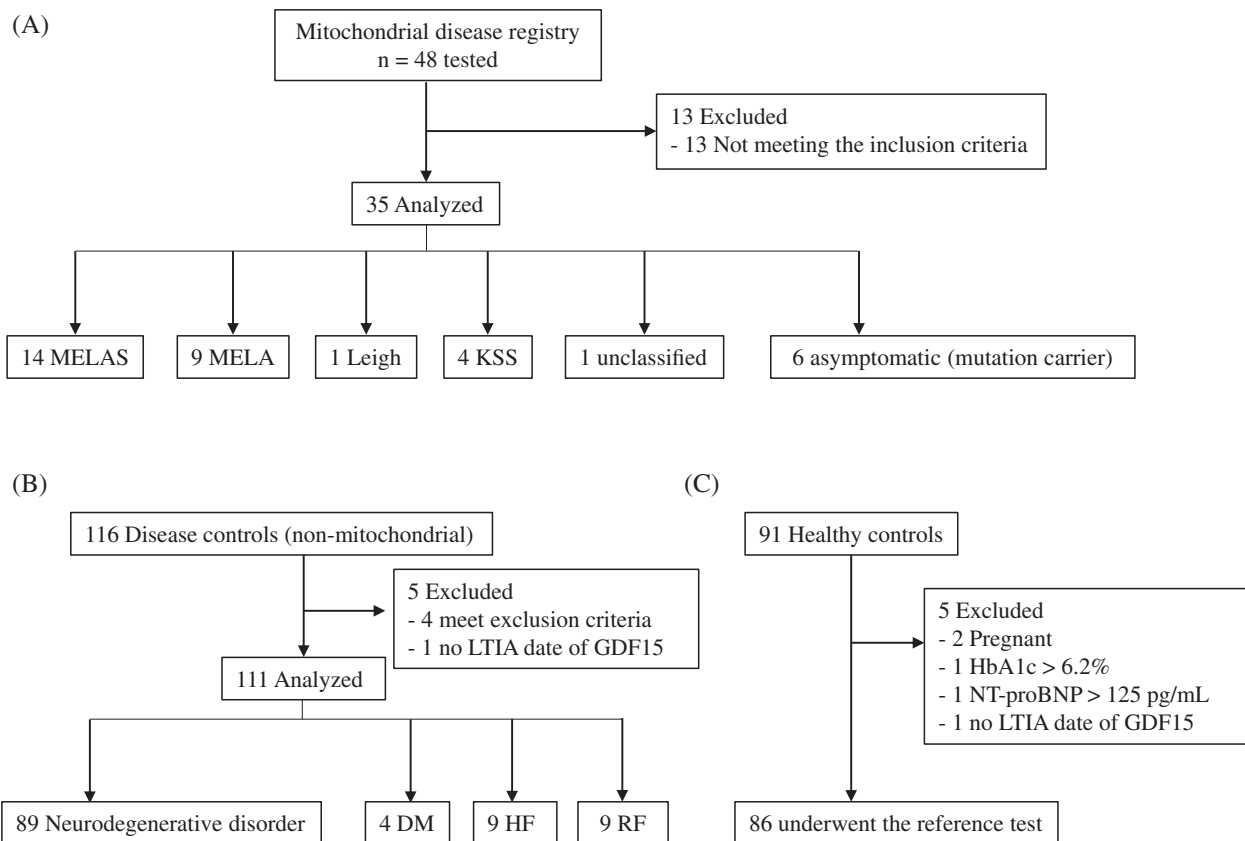 (A)
Mitochondrial disease registry
n = 48 tested
13 Excluded
- 13 Not meeting the inclusion criteria
35 Analyzed
14 MELAS
9 MELA
1 Leigh
4 KSS
1 unclassified
6 asymptomatic (mutation carrier)
(B)
116 Disease controls (non-mitochondrial)
5 Excluded
- 4 meet exclusion criteria
- 1 no LTIA date of GDF15
111 Analyzed
89 Neurodegenerative disorder
4 DM
9 HF
9 RF
(C)
91 Healthy controls
5 Excluded
- 2 Pregnant
- 1 HbA1c > 6.2%
- 1 NT-proBNP > 125 pg/mL
- 1 no LTIA date of GDF15
86 underwent the reference test